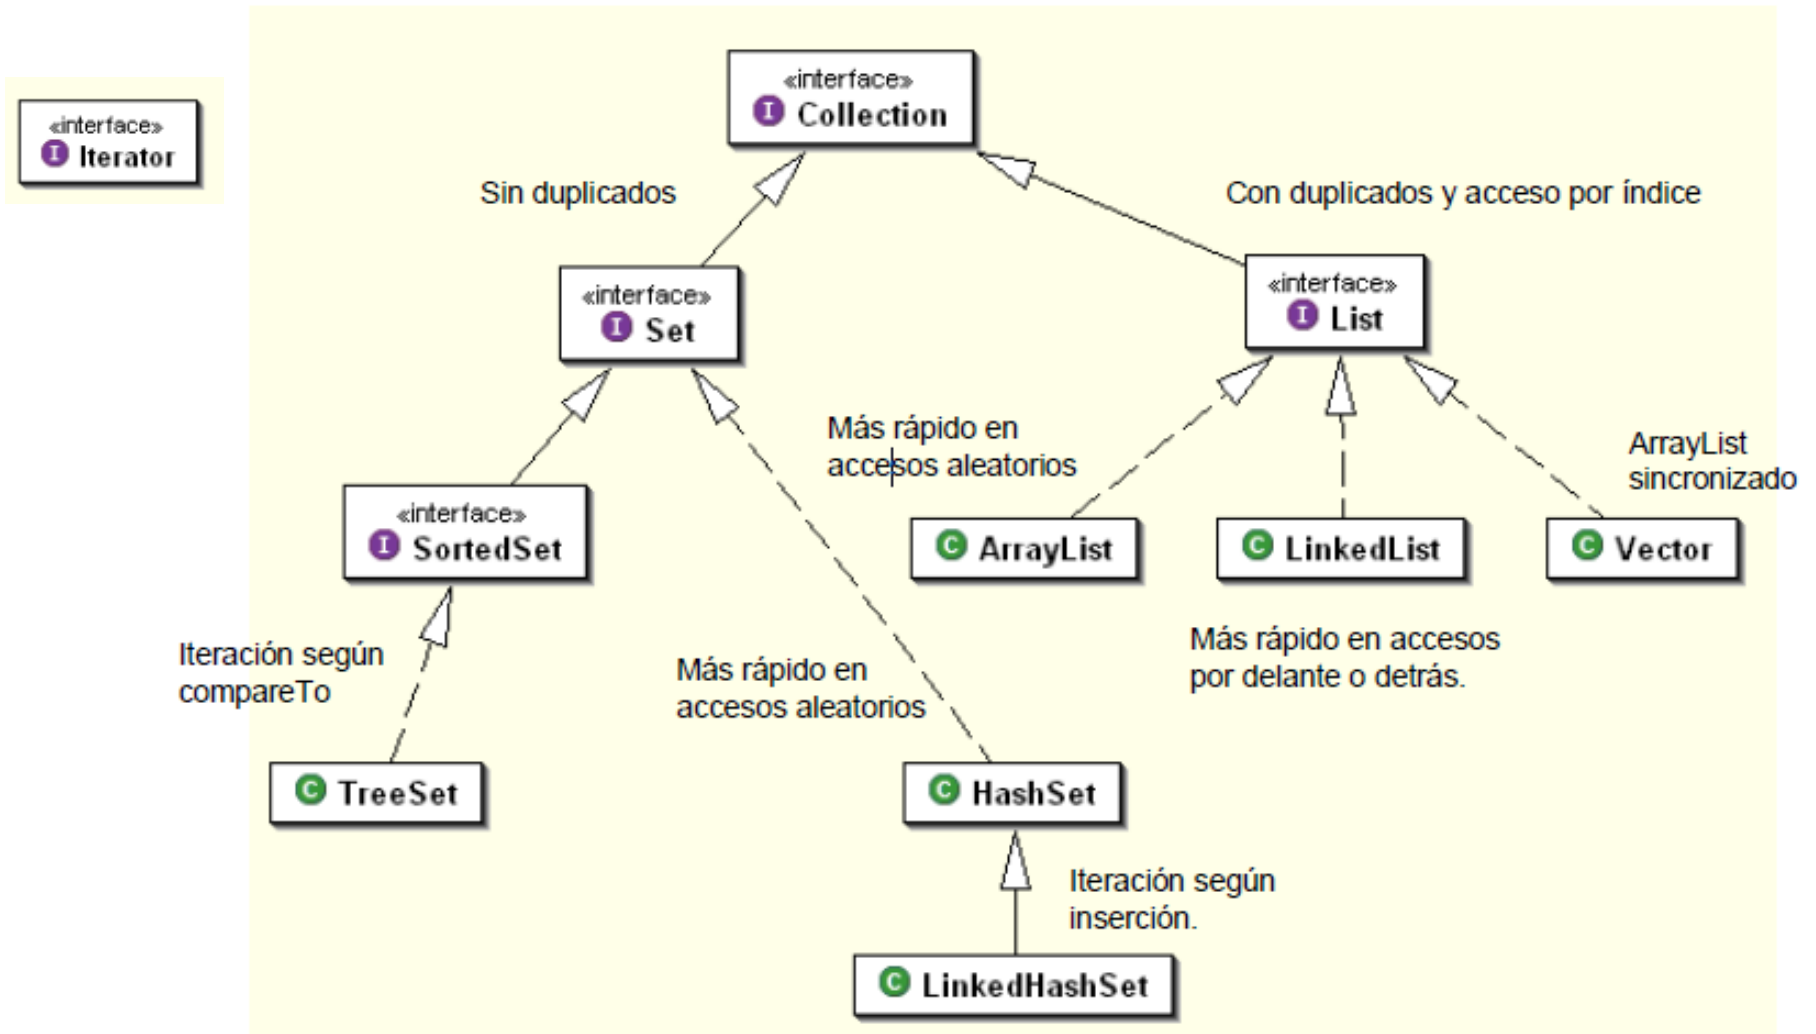 «interface»
I Collection
«interface»
I Iterator
Sin duplicados
Con duplicados y acceso por índice
«interface»
I Set
«interface»
I List
Más rápido en
accesos aleatorios
ArrayList
sincronizado
«interface»
I SortedSet
C ArrayList
C LinkedList
C Vector
Iteración según
compareTo
Más rápido en
accesos aleatorios
Más rápido en accesos
por delante o detrás.
C TreeSet
C HashSet
Iteración según
inserción.
C LinkedHashSet